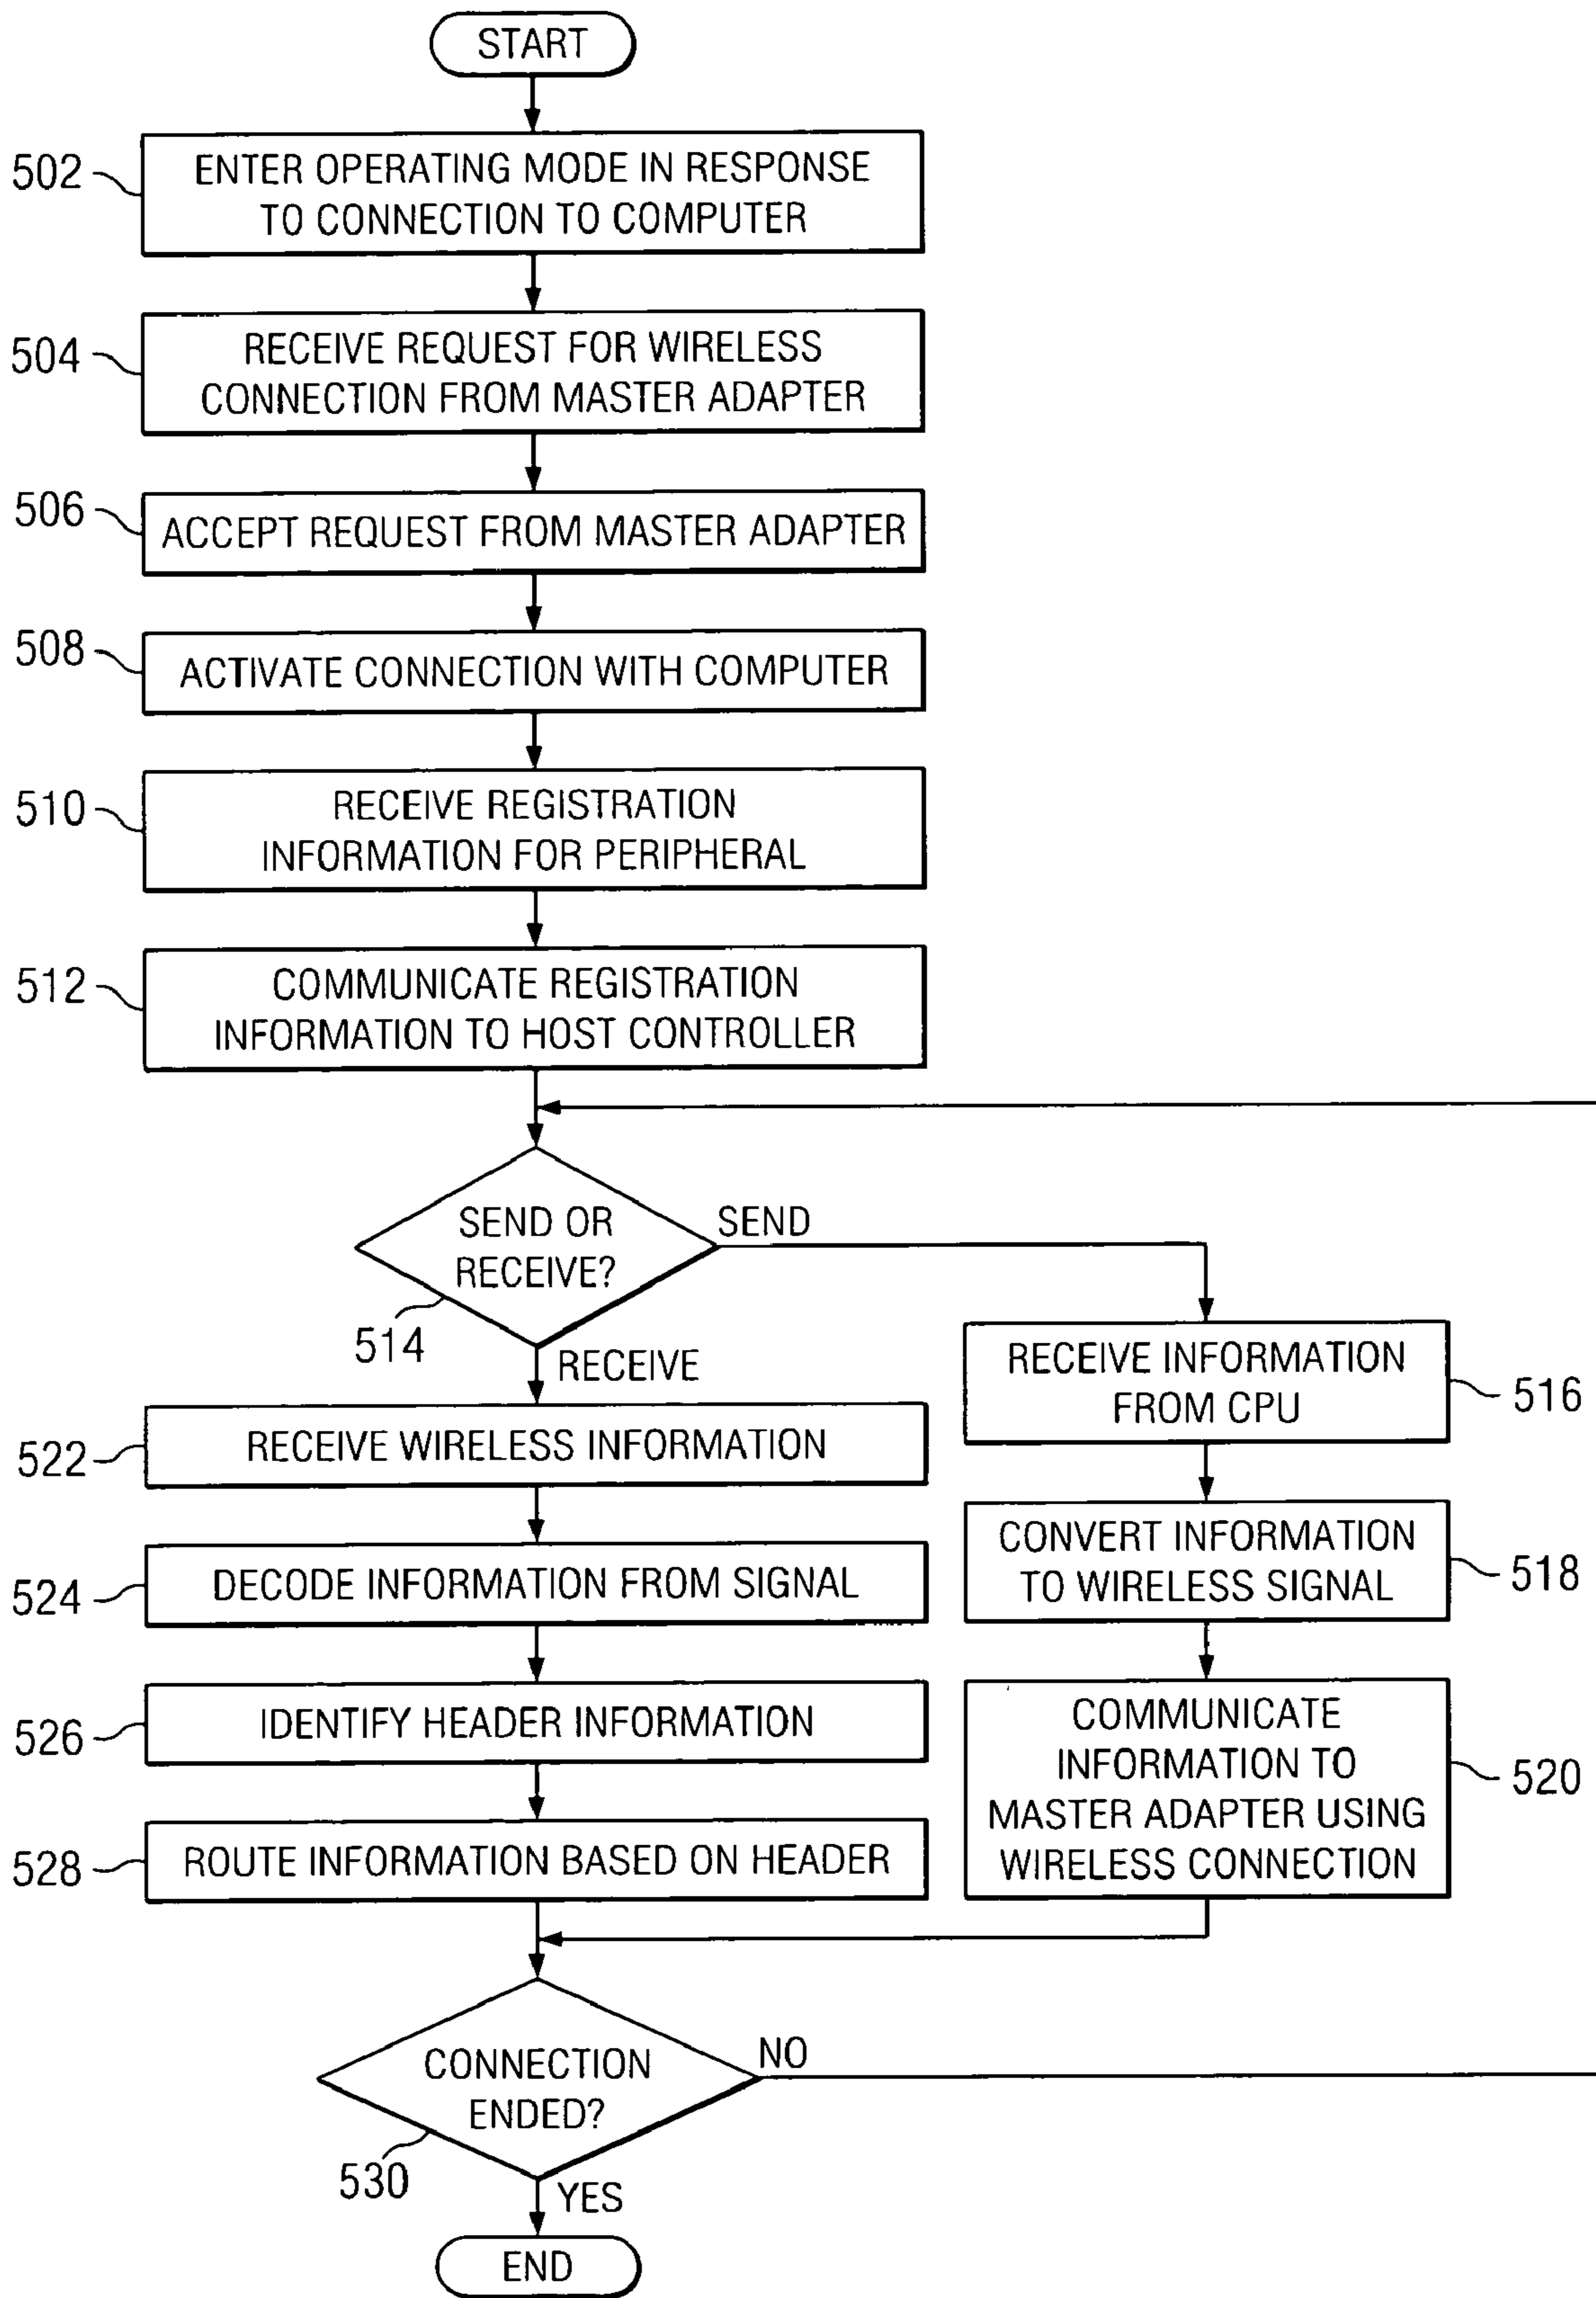 START
502
ENTER OPERATING MODE IN RESPONSE
TO CONNECTION TO COMPUTER
504
RECEIVE REQUEST FOR WIRELESS
CONNECTION FROM MASTER ADAPTER
506
ACCEPT REQUEST FROM MASTER ADAPTER
508
ACTIVATE CONNECTION WITH COMPUTER
510
RECEIVE REGISTRATION
INFORMATION FOR PERIPHERAL
512
COMMUNICATE REGISTRATION
INFORMATION TO HOST CONTROLLER
SEND OR
RECEIVE?
514
SEND
RECEIVE
RECEIVE INFORMATION
FROM CPU
516
CONVERT INFORMATION
TO WIRELESS SIGNAL
518
COMMUNICATE
INFORMATION TO
MASTER ADAPTER USING
WIRELESS CONNECTION
520
522
RECEIVE WIRELESS INFORMATION
524
DECODE INFORMATION FROM SIGNAL
526
IDENTIFY HEADER INFORMATION
528
ROUTE INFORMATION BASED ON HEADER
CONNECTION
ENDED?
530
NO
YES
END